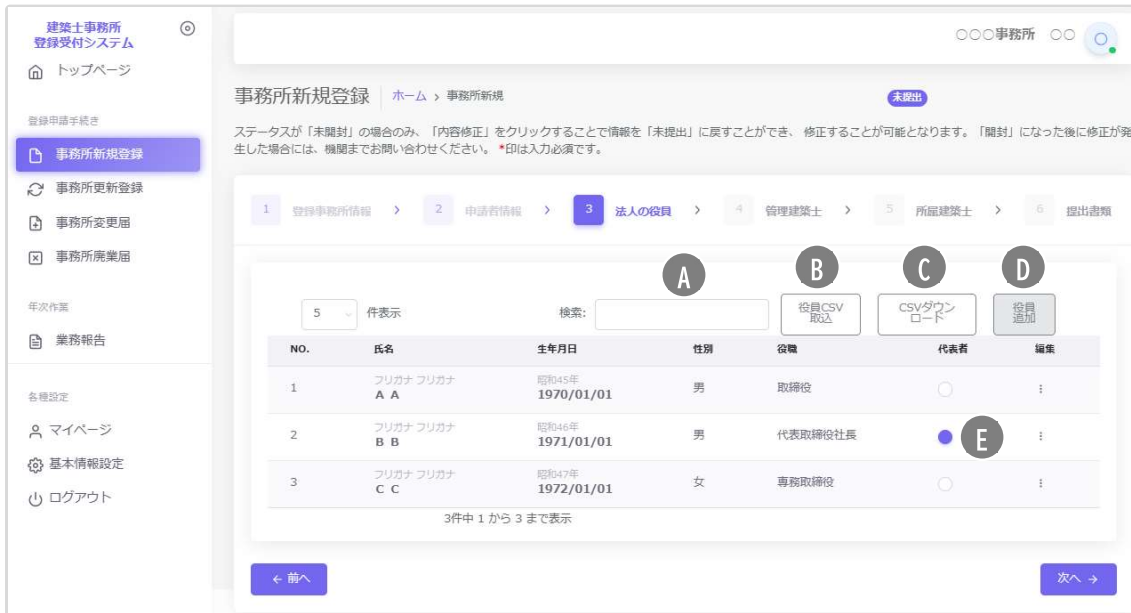 建築士事務所
登録受付システム
トップページ
登録申請手続き
事務所新規登録
事務所更新登録
事務所変更届
事務所廃業届
年次作業
業務報告
各種設定
マイページ
基本情報設定
ログアウト
○○○事務所 ○○ ○
事務所新規登録 ホーム > 事務所新規 未提出
ステータスが「未開封」の場合のみ、「内容修正」をクリックすることで情報を「未提出」に戻すことができ、 修正することが可能となります。「開封」になった後に修正が発
生した場合には、機関までお問い合わせください。 *印は入力必須です。
1 登録事務所情報 > 2 申請者情報 > 3 法人の役員 > 4 管理建築士 > 5 所属建築士 > 6 提出書類
A B C D
5 件表示 検索: 役員CSV取込 CSVダウンロード 役員追加
NO. 氏名 生年月日 性別 役職 代表者 編集
フリガナ フリガナ 昭和45年
1 A A 1970/01/01 男 取締役
フリガナ フリガナ 昭和46年
2 B B 1971/01/01 男 代表取締役社長 E
フリガナ フリガナ 昭和47年
3 C C 1972/01/01 女 専務取締役
3件中 1 から 3 まで表示
← 前へ 次へ →